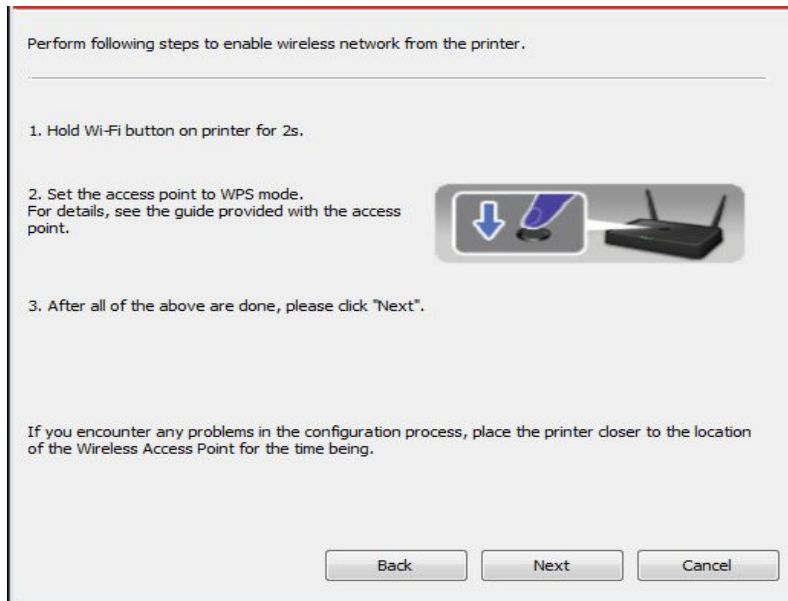 Perform following steps to enable wireless network from the printer.
1. Hold Wi-Fi button on printer for 2s.
2. Set the access point to WPS mode.
For details, see the guide provided with the access
point.
3. After all of the above are done, please click "Next".
If you encounter any problems in the configuration process, place the printer closer to the location
of the Wireless Access Point for the time being.
Back
Next
Cancel